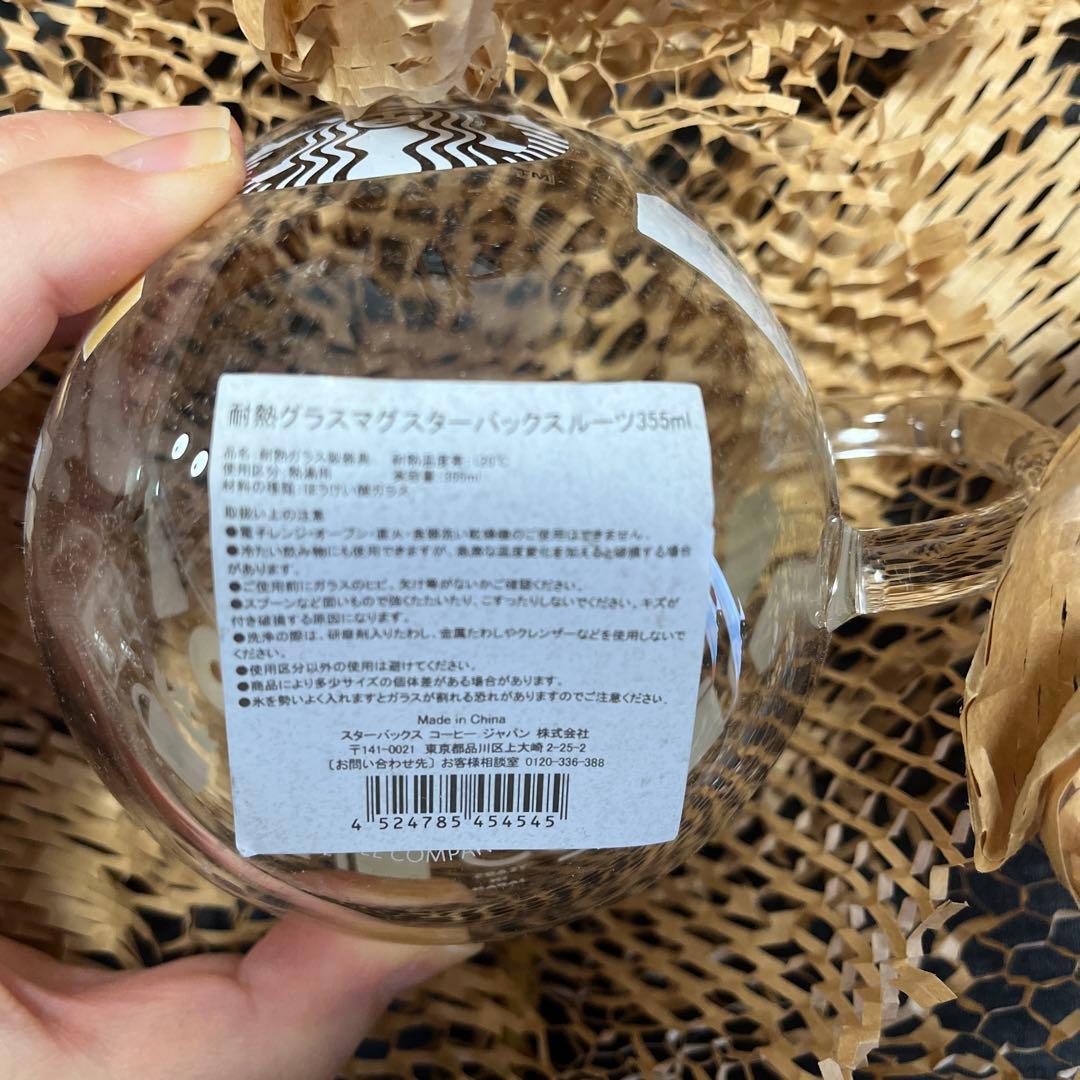 TM
耐熱グラスマグスターバックスルーツ355ml
品名:耐熱ガラス製器具 耐熱温度差:120℃
使用区分:熱湯用 実容量:355ml
材料の種類:ほうけい酸ガラス
取扱い上の注意
●電子レンジ・オーブン・直火・食器洗い乾燥機のご使用はできません。
●冷たい飲み物にも使用できますが、急激な温度変化を加えると破損する場合
があります。
●ご使用前にガラスのヒビ、欠け等がないかご確認ください。
●スプーンなど固いもので強くたたいたり、こすったりしないでください。キズが
付き破損する原因になります。
●洗浄の際は、研磨剤入りたわし、金属たわしやクレンザーなどを使用しないで
ください。
●使用区分以外の使用は避けてください。
●商品により多少サイズの個体差がある場合があります。
●氷を勢いよく入れますとガラスが割れる恐れがありますのでご注意ください。
Made in China
スターバックス コーヒー ジャパン 株式会社
〒141-0021 東京都品川区上大崎2-25-2
〔お問い合わせ先〕お客様相談室 0120-336-388
4 524785 454545
COMPAN